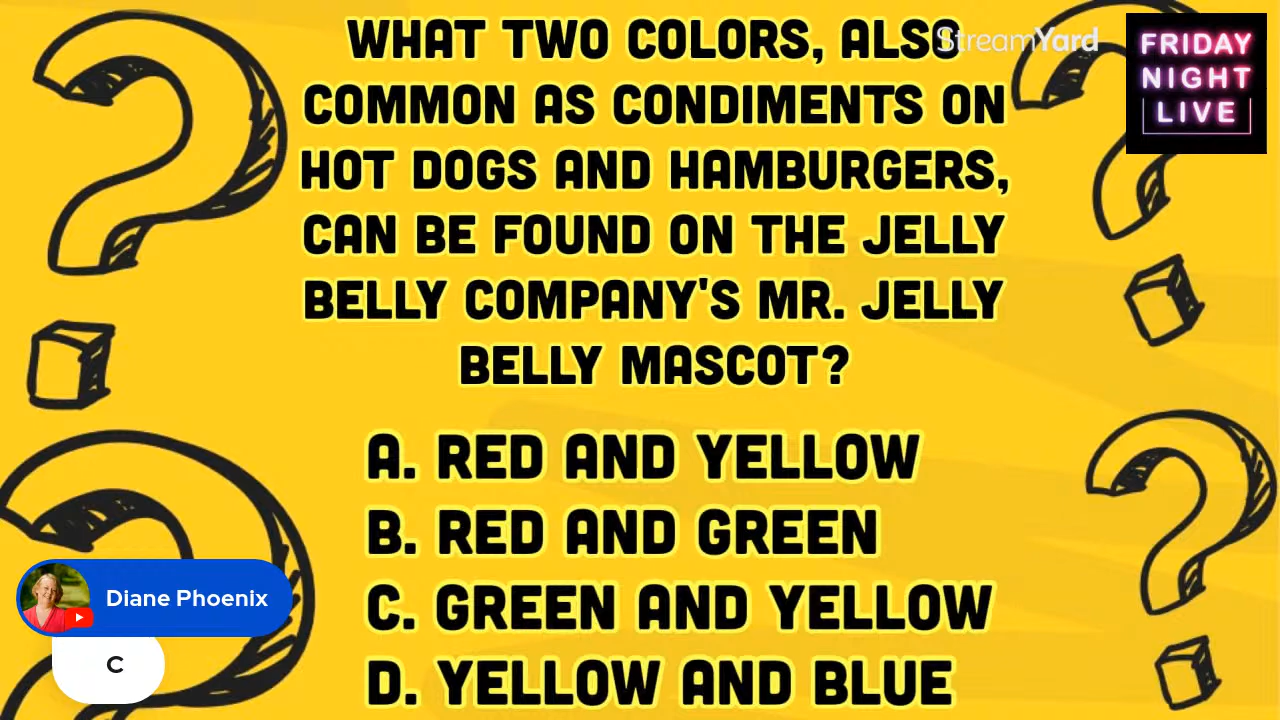 WHAT TWO COLORS, ALSO
COMMON AS CONDIMENTS ON
HOT DOGS AND HAMBURGERS,
CAN BE FOUND ON THE JELLY
BELLY COMPANY'S MR. JELLY
BELLY MASCOT?
A. RED AND YELLOW
B. RED AND GREEN
C. GREEN AND YELLOW
D. YELLOW AND BLUE
StreamYard
FRIDAY
NIGHT
LIVE
Diane Phoenix
C